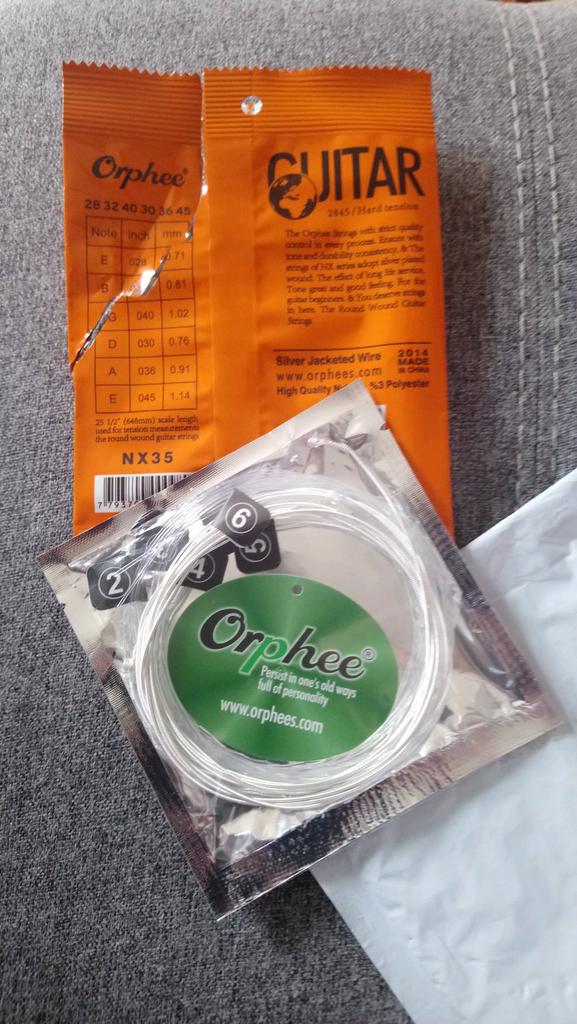 Orphee®
28 32 40 30 36 45
Note inch mm
E 028 0.71
B 0.81
G 040 1.02
D 030 0.76
A 036 0.91
E 045 1.14
25 1/2" (648mm) scale length
used for tension measurements
the round wound guitar strings
NX35
GUITAR
2845/Hard tension
The Orphee Strings with strict quality
control in every process. Ensure with
tone and durability consistency. & The
strings of NX series adopt silver plated
wound. The effect of long life service,
Tone great and good feeling. For the
guitar beginners. & You deserve strings
in here. The Round Wound Guitar
Strings
Silver Jacketed Wire
2014
MADE
IN CHINA
www.orphees.com
High Quality %3 Polyester
6
5
4
2
Orphee®
Persist in one's old ways
full of personality
www.orphees.com